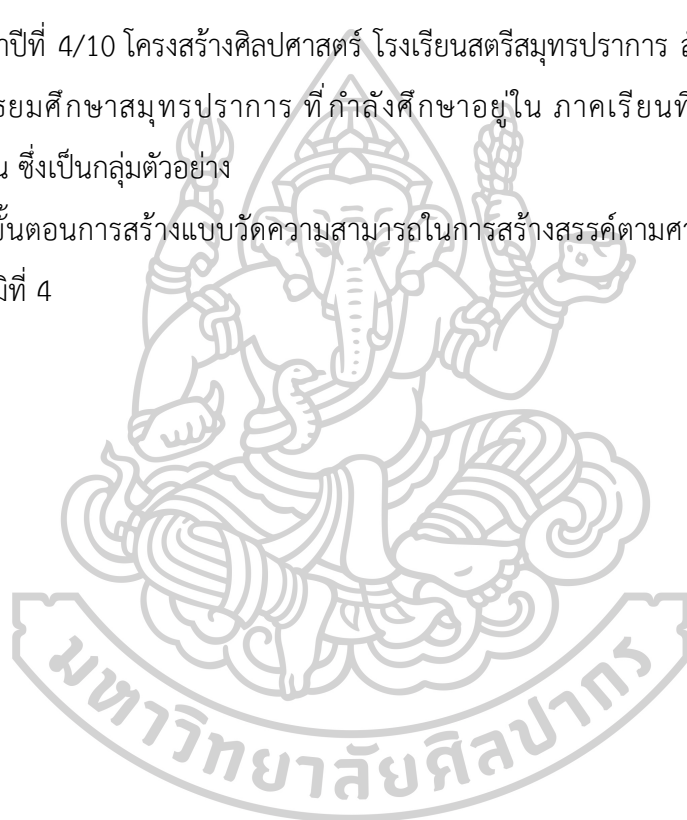 าปีที่ 4/10 โครงสร้างศิลปศาสตร์ โรงเรียนสตรีสมุทรปราการ
ธยมศึกษาสมุทรปราการ ที่กำลังศึกษาอยู่ใน ภาคเรียนที
น ซึ่งเป็นกลุ่มตัวอย่าง
ขั้นตอนการสร้างแบบวัดความสามารถในการสร้างสรรค์ตามศา
มิที่ 4
มหาวิทยาลัยศิลปากร